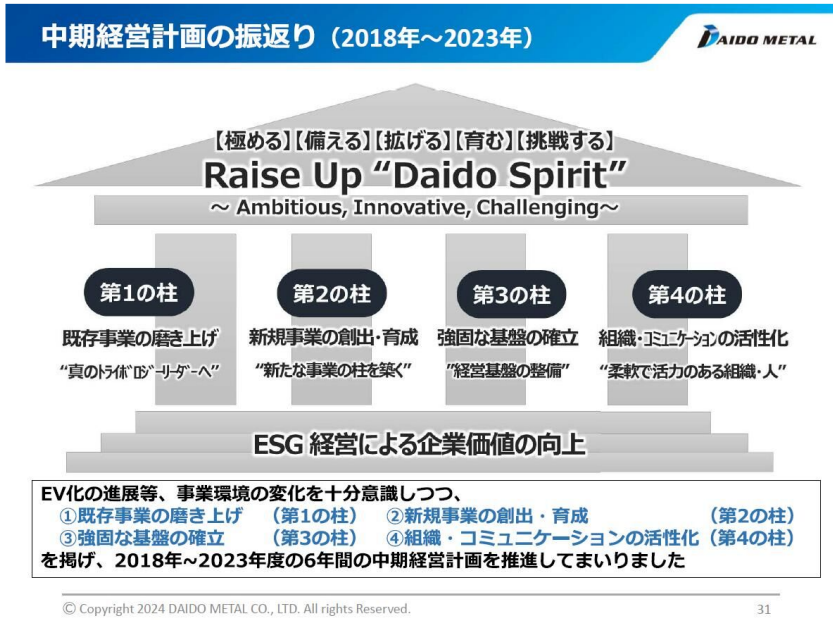 中期経営計画の振返り（2018年～2023年）
DAIDO METAL
【極める】【備える】【拡げる】【育む】【挑戦する】
Raise Up “Daido Spirit”
～ Ambitious, Innovative, Challenging～
第1の柱
第2の柱
第3の柱
第4の柱
既存事業の磨き上げ
新規事業の創出・育成
強固な基盤の確立
組織・ｺﾐｭﾆｹｰｼｮﾝの活性化
“真のﾄﾗｲﾎﾞﾛｼﾞｰﾘｰﾀﾞｰへ”
“新たな事業の柱を築く”
”経営基盤の整備”
“柔軟で活力のある組織・人”
ESG 経営による企業価値の向上
EV化の進展等、事業環境の変化を十分意識しつつ、
①既存事業の磨き上げ （第1の柱） ②新規事業の創出・育成 （第2の柱）
③強固な基盤の確立 （第3の柱） ④組織・コミュニケーションの活性化（第4の柱）
を掲げ、2018年~2023年度の6年間の中期経営計画を推進してまいりました
© Copyright 2024 DAIDO METAL CO., LTD. All rights Reserved.
31